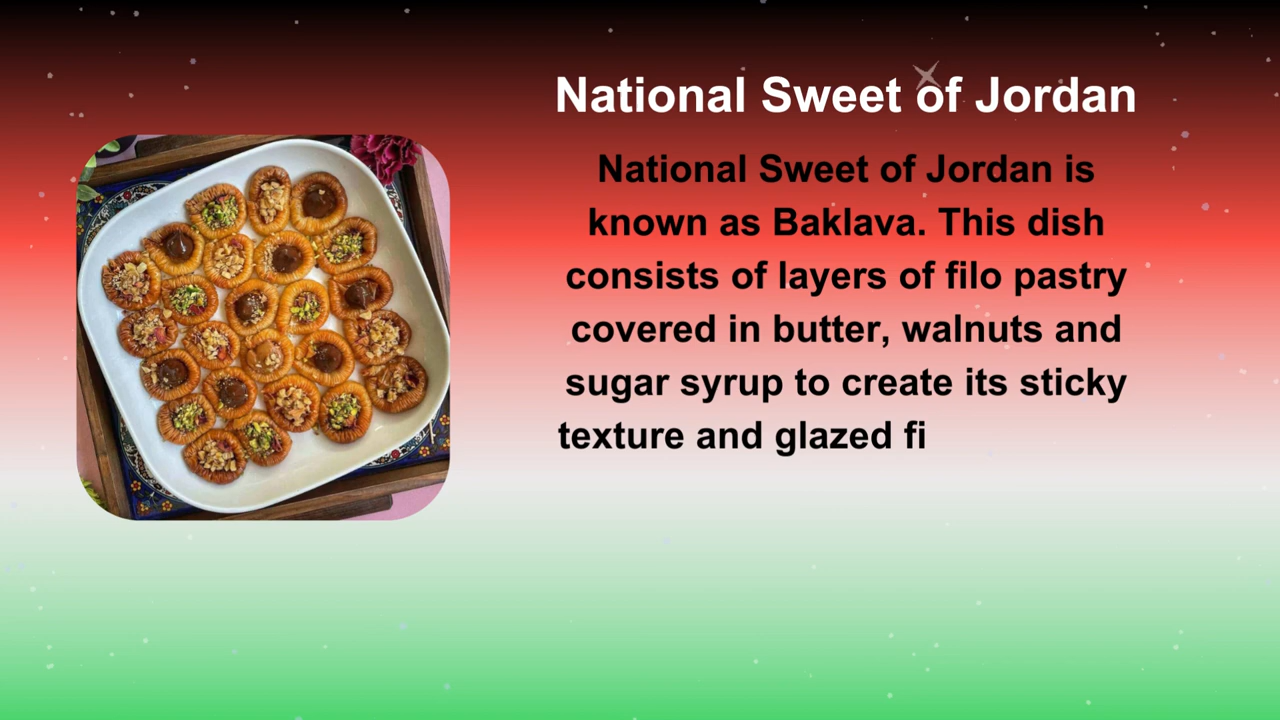 National Sweet of Jordan
National Sweet of Jordan is
known as Baklava. This dish
consists of layers of filo pastry
covered in butter, walnuts and
sugar syrup to create its sticky
texture and glazed fi